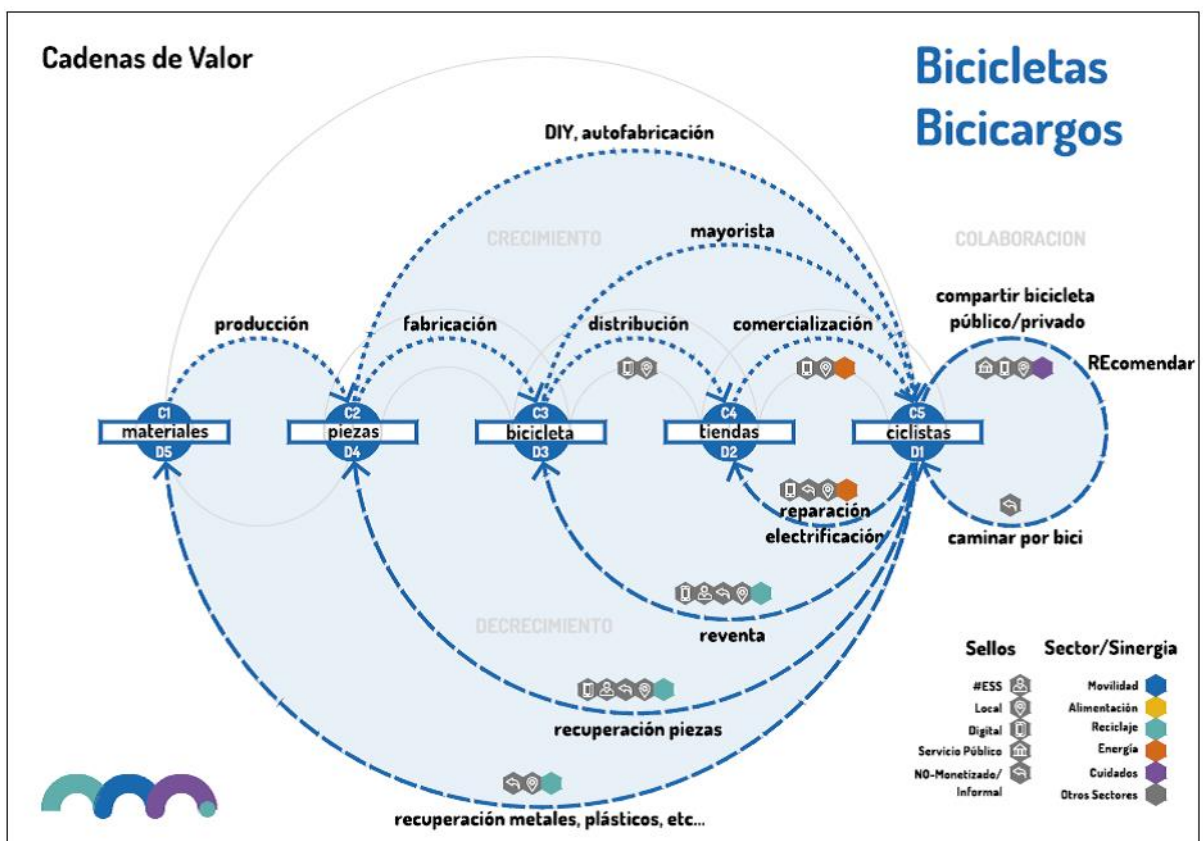 Cadenas de Valor
Bicicletas
Bicicargos
DIY, autofabricación
CRECIMIENTO
mayorista
COLABORACION
compartir bicicleta
público/privado
producción
fabricación
distribución
comercialización
REcomendar
C1
materiales
D5
C2
piezas
D4
C3
bicicleta
D3
C4
tiendas
D2
C5
ciclistas
D1
reparación
electrificación
caminar por bici
reventa
DECRECIMIENTO
recuperación piezas
recuperación metales, plásticos, etc...
Sellos
#ESS
Local
Digital
Servicio Público
NO-Monetizado/
Informal
Sector/Sinergia
Movilidad
Alimentación
Reciclaje
Energía
Cuidados
Otros Sectores